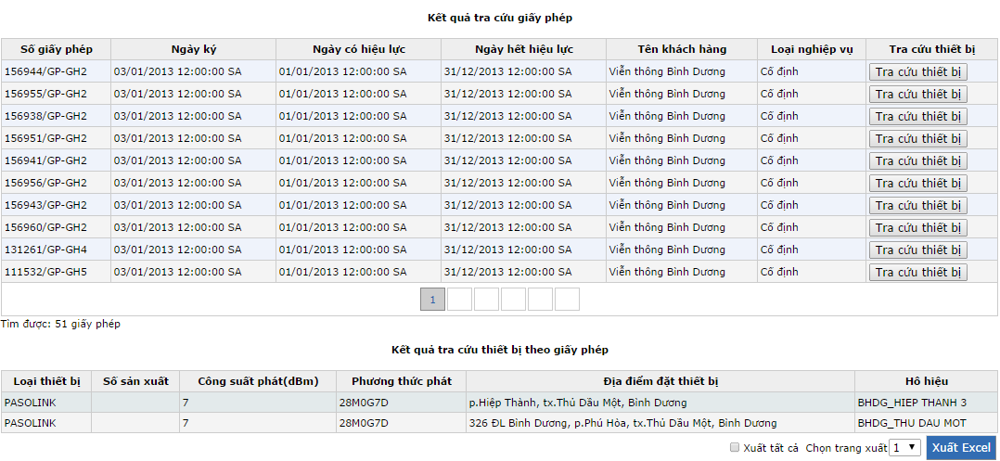 Kết quả tra cứu giấy phép
Số giấy phép Ngày ký Ngày có hiệu lực Ngày hết hiệu lực Tên khách hàng Loại nghiệp vụ Tra cứu thiết bị
156944/GP-GH2 03/01/2013 12:00:00 SA 01/01/2013 12:00:00 SA 31/12/2013 12:00:00 SA Viễn thông Bình Dương Cố định Tra cứu thiết bị
156955/GP-GH2 03/01/2013 12:00:00 SA 01/01/2013 12:00:00 SA 31/12/2013 12:00:00 SA Viễn thông Bình Dương Cố định Tra cứu thiết bị
156938/GP-GH2 03/01/2013 12:00:00 SA 01/01/2013 12:00:00 SA 31/12/2013 12:00:00 SA Viễn thông Bình Dương Cố định Tra cứu thiết bị
156951/GP-GH2 03/01/2013 12:00:00 SA 01/01/2013 12:00:00 SA 31/12/2013 12:00:00 SA Viễn thông Bình Dương Cố định Tra cứu thiết bị
156941/GP-GH2 03/01/2013 12:00:00 SA 01/01/2013 12:00:00 SA 31/12/2013 12:00:00 SA Viễn thông Bình Dương Cố định Tra cứu thiết bị
156956/GP-GH2 03/01/2013 12:00:00 SA 01/01/2013 12:00:00 SA 31/12/2013 12:00:00 SA Viễn thông Bình Dương Cố định Tra cứu thiết bị
156943/GP-GH2 03/01/2013 12:00:00 SA 01/01/2013 12:00:00 SA 31/12/2013 12:00:00 SA Viễn thông Bình Dương Cố định Tra cứu thiết bị
156960/GP-GH2 03/01/2013 12:00:00 SA 01/01/2013 12:00:00 SA 31/12/2013 12:00:00 SA Viễn thông Bình Dương Cố định Tra cứu thiết bị
131261/GP-GH4 03/01/2013 12:00:00 SA 01/01/2013 12:00:00 SA 31/12/2013 12:00:00 SA Viễn thông Bình Dương Cố định Tra cứu thiết bị
111532/GP-GH5 03/01/2013 12:00:00 SA 01/01/2013 12:00:00 SA 31/12/2013 12:00:00 SA Viễn thông Bình Dương Cố định Tra cứu thiết bị
1
Tìm được: 51 giấy phép
Kết quả tra cứu thiết bị theo giấy phép
Loại thiết bị Số sản xuất Công suất phát(dBm) Phương thức phát Địa điểm đặt thiết bị Hô hiệu
PASOLINK 7 28M0G7D p.Hiệp Thành, tx.Thủ Dầu Một, Bình Dương BHDG_HIEP THANH 3
PASOLINK 7 28M0G7D 326 ĐL Bình Dương, p.Phú Hòa, tx.Thủ Dầu Một, Bình Dương BHDG_THU DAU MOT
Xuất tất cả Chọn trang xuất 1 Xuất Excel